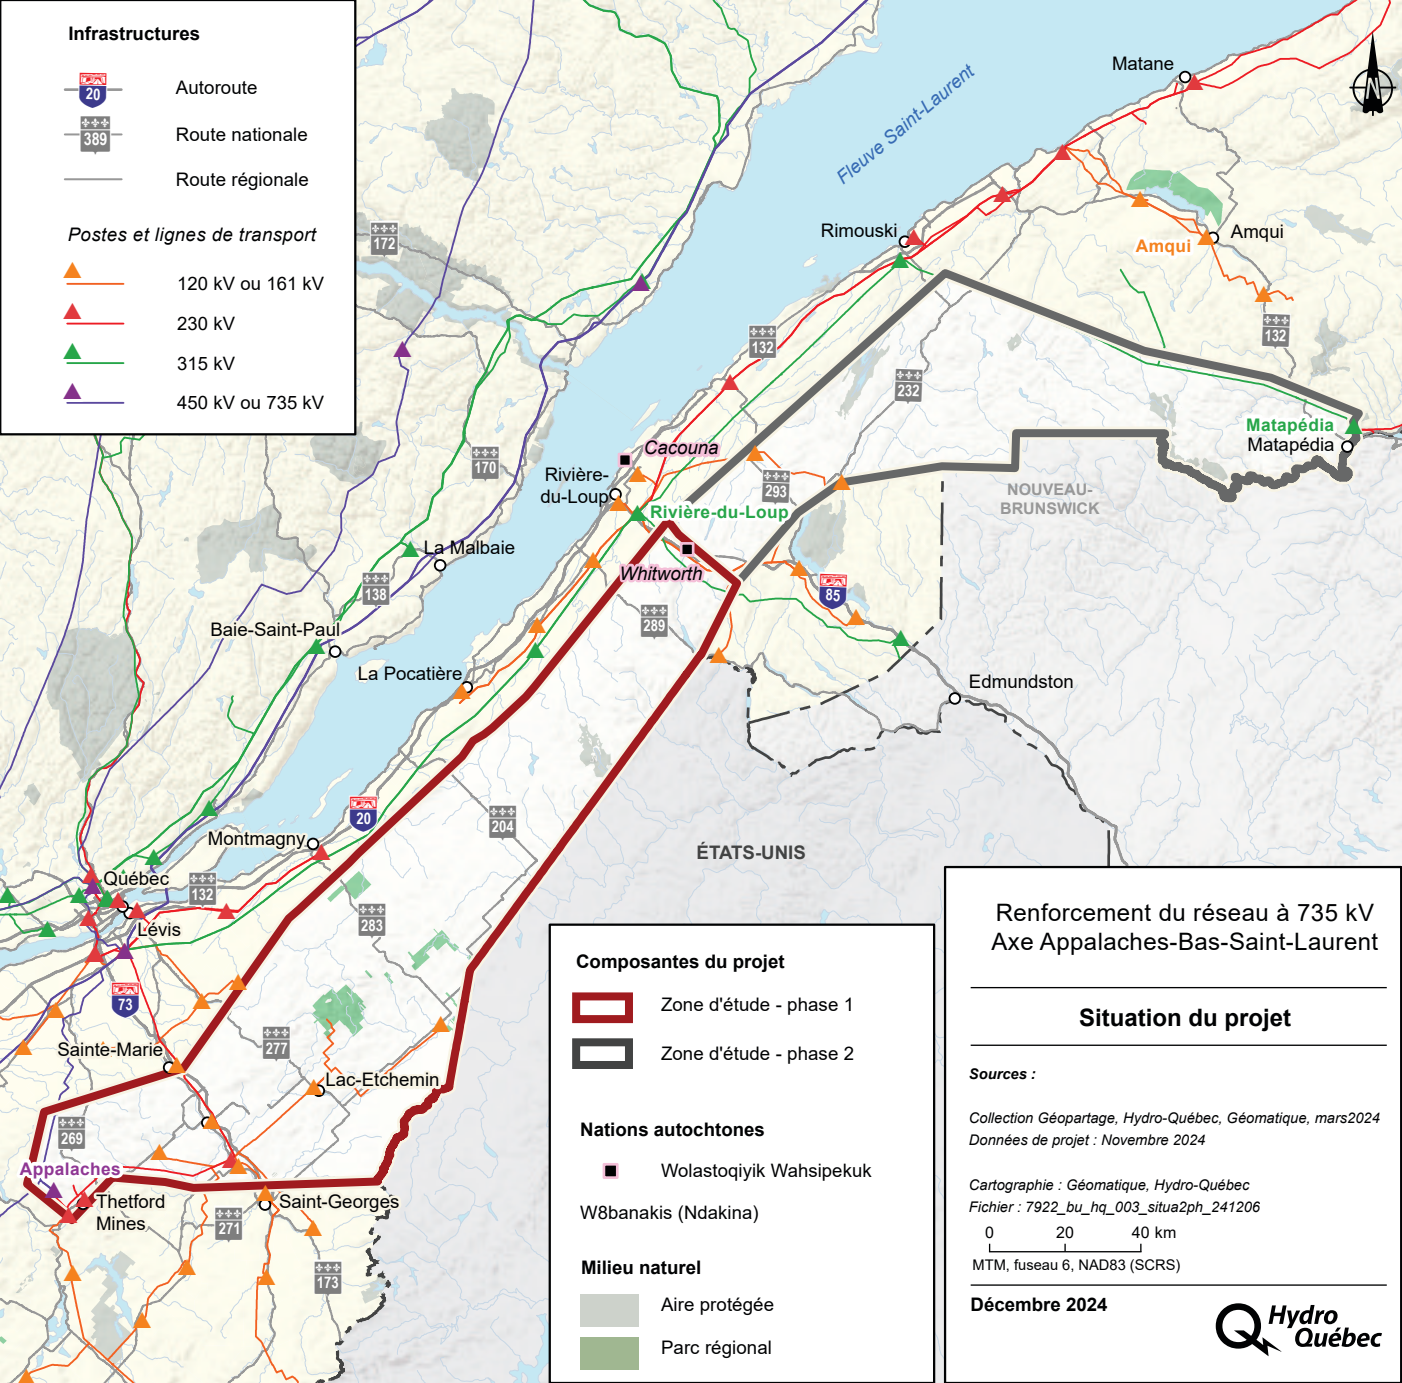 Infrastructures
20
Autoroute
389
Route nationale
Route régionale
Postes et lignes de transport
120 kV ou 161 kV
230 kV
315 kV
450 kV ou 735 kV
Matane
Fleuve Saint-Laurent
172
Rimouski
Amqui
Amqui
132
132
232
Matapédia
Matapédia
Cacouna
170
Rivière-
du-Loup
293
NOUVEAU-
BRUNSWICK
Rivière-du-Loup
La Malbaie
Whitworth
138
85
289
Baie-Saint-Paul
La Pocatière
Edmundston
20
204
Montmagny
ÉTATS-UNIS
Québec
132
283
Lévis
73
277
Sainte-Marie
Lac-Etchemin
269
Appalaches
Thetford
Mines
Saint-Georges
271
173
Composantes du projet
Zone d'étude - phase 1
Zone d'étude - phase 2
Nations autochtones
Wolastoqiyik Wahsipekuk
W8banakis (Ndakina)
Milieu naturel
Aire protégée
Parc régional
Renforcement du réseau à 735 kV
Axe Appalaches-Bas-Saint-Laurent
Situation du projet
Sources :
Collection Géopartage, Hydro-Québec, Géomatique, mars2024
Données de projet : Novembre 2024
Cartographie : Géomatique, Hydro-Québec
Fichier : 7922_bu_hq_003_situa2ph_241206
0 20 40 km
MTM, fuseau 6, NAD83 (SCRS)
Décembre 2024
Hydro
Québec
N